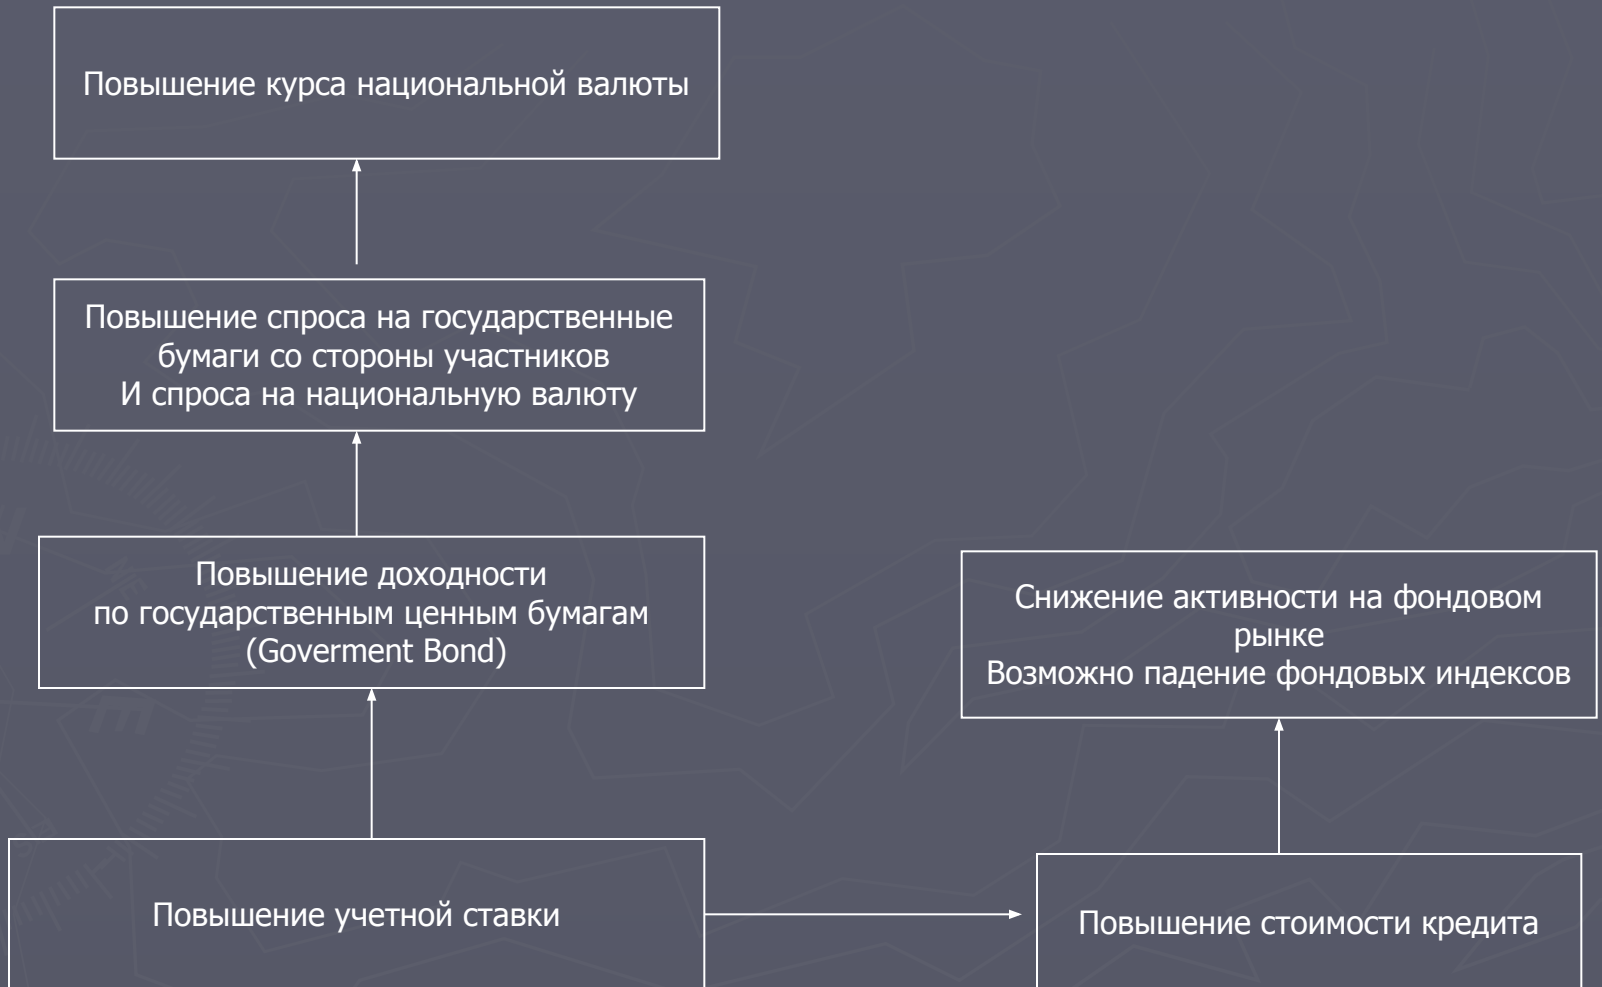 Повышение курса национальной валюты
Повышение спроса на государственные
бумаги со стороны участников
И спроса на национальную валюту
Повышение доходности
по государственным ценным бумагам
(Goverment Bond)
Снижение активности на фондовом
рынке
Возможно падение фондовых индексов
Повышение учетной ставки
Повышение стоимости кредита